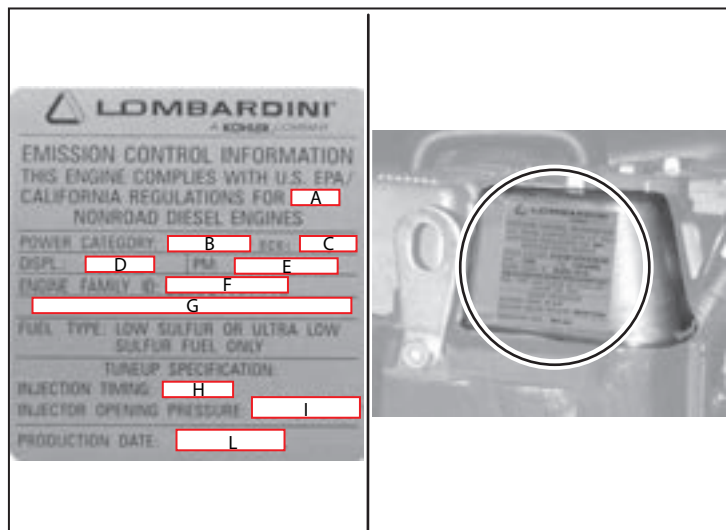 LOMBARDINI
A KOHLER COMPANY
EMISSION CONTROL INFORMATION
THIS ENGINE COMPLIES WITH U.S. EPA/
CALIFORNIA REGULATIONS FOR A
NONROAD DIESEL ENGINES
POWER CATEGORY: B ECS: C
DISPL.: D PM: E
ENGINE FAMILY ID: F
G
FUEL TYPE: LOW SULFUR OR ULTRA LOW
SULFUR FUEL ONLY
TUNEUP SPECIFICATION:
INJECTION TIMING: H
INJECTOR OPENING PRESSURE: I
PRODUCTION DATE: L
LOMBARDINI